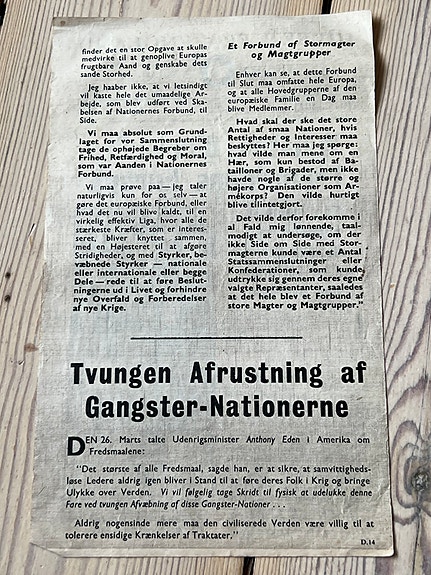 finder det en stor Opgave at skulle
medvirke til at genoplive Europas
frugtbare Aand og genskabe dets
sande Storhed.
Jeg haaber ikke, at vi letsindigt
vil kaste hele det umaadelige Ar-
bejde, som blev udført ved Ska-
belsen af Nationernes Forbund, til
Side.
Vi maa absolut som Grund-
laget for vor Sammenslutning
tage de ophøjede Begreber om
Frihed, Retfærdighed og Moral,
som var Aanden i Nationernes
Forbund.
Vi maa prøve paa — jeg taler
naturligvis kun for os selv — at
gøre det europæiske Forbund, eller
hvad det nu vil blive kaldt, til en
virkelig effektiv Liga, hvor alle de
stærkeste Kræfter, som er interes-
seret, bliver knyttet sammen,
med en Højesteret til at afgøre
Stridigheder, og med Styrker, be-
væbnede Styrker — nationale
eller internationale eller begge
Dele — rede til at føre Beslut-
ningerne ud i Livet og forhindre
nye Overfald og Forberedelser
af nye Krige.
Et Forbund af Stormagter
og Magtgrupper
Enhver kan se, at dette Forbund
til Slut maa omfatte hele Europa,
og at alle Hovedgrupperne af den
europæiske Familie en Dag maa
blive Medlemmer.
Hvad skal der ske det store
Antal af smaa Nationer, hvis
Rettigheder og Interesser maa
beskyttes? Her maa jeg spørge:
hvad vilde man mene om en
Hær, som kun bestod af Ba-
tailloner og Brigader, men ikke
havde nogle af de større og
højere Organisationer som Ar-
mékorps? Den vilde hurtigt
blive tilintetgjort.
Det vilde derfor forekomme i
al Fald mig lønnende, taal-
modigt at undersøge, om der
ikke Side om Side med Stor-
magterne kunde være et Antal
Statssammenslutninger eller
Konfederationer, som kunde
udtrykke sig gennem deres egne
valgte Repræsentanter, saaledes
at det hele blev et Forbund af
store Magter og Magtgrupper."
Tvungen Afrustning af
Gangster-Nationerne
DEN 26. Marts talte Udenrigsminister Anthony Eden i Amerika om
Fredsmaalene:
"Det største af alle Fredsmaal, sagde han, er at sikre, at samvittigheds-
løse Ledere aldrig igen bliver i Stand til at føre deres Folk i Krig og bringe
Ulykke over Verden. Vi vil følgelig tage Skridt til fysisk at udelukke denne
Fare ved tvungen Afvæbning af disse Gangster-Nationer . . .
Aldrig nogensinde mere maa den civiliserede Verden være villig til at
tolerere ensidige Krænkelser af Traktater."
D.14